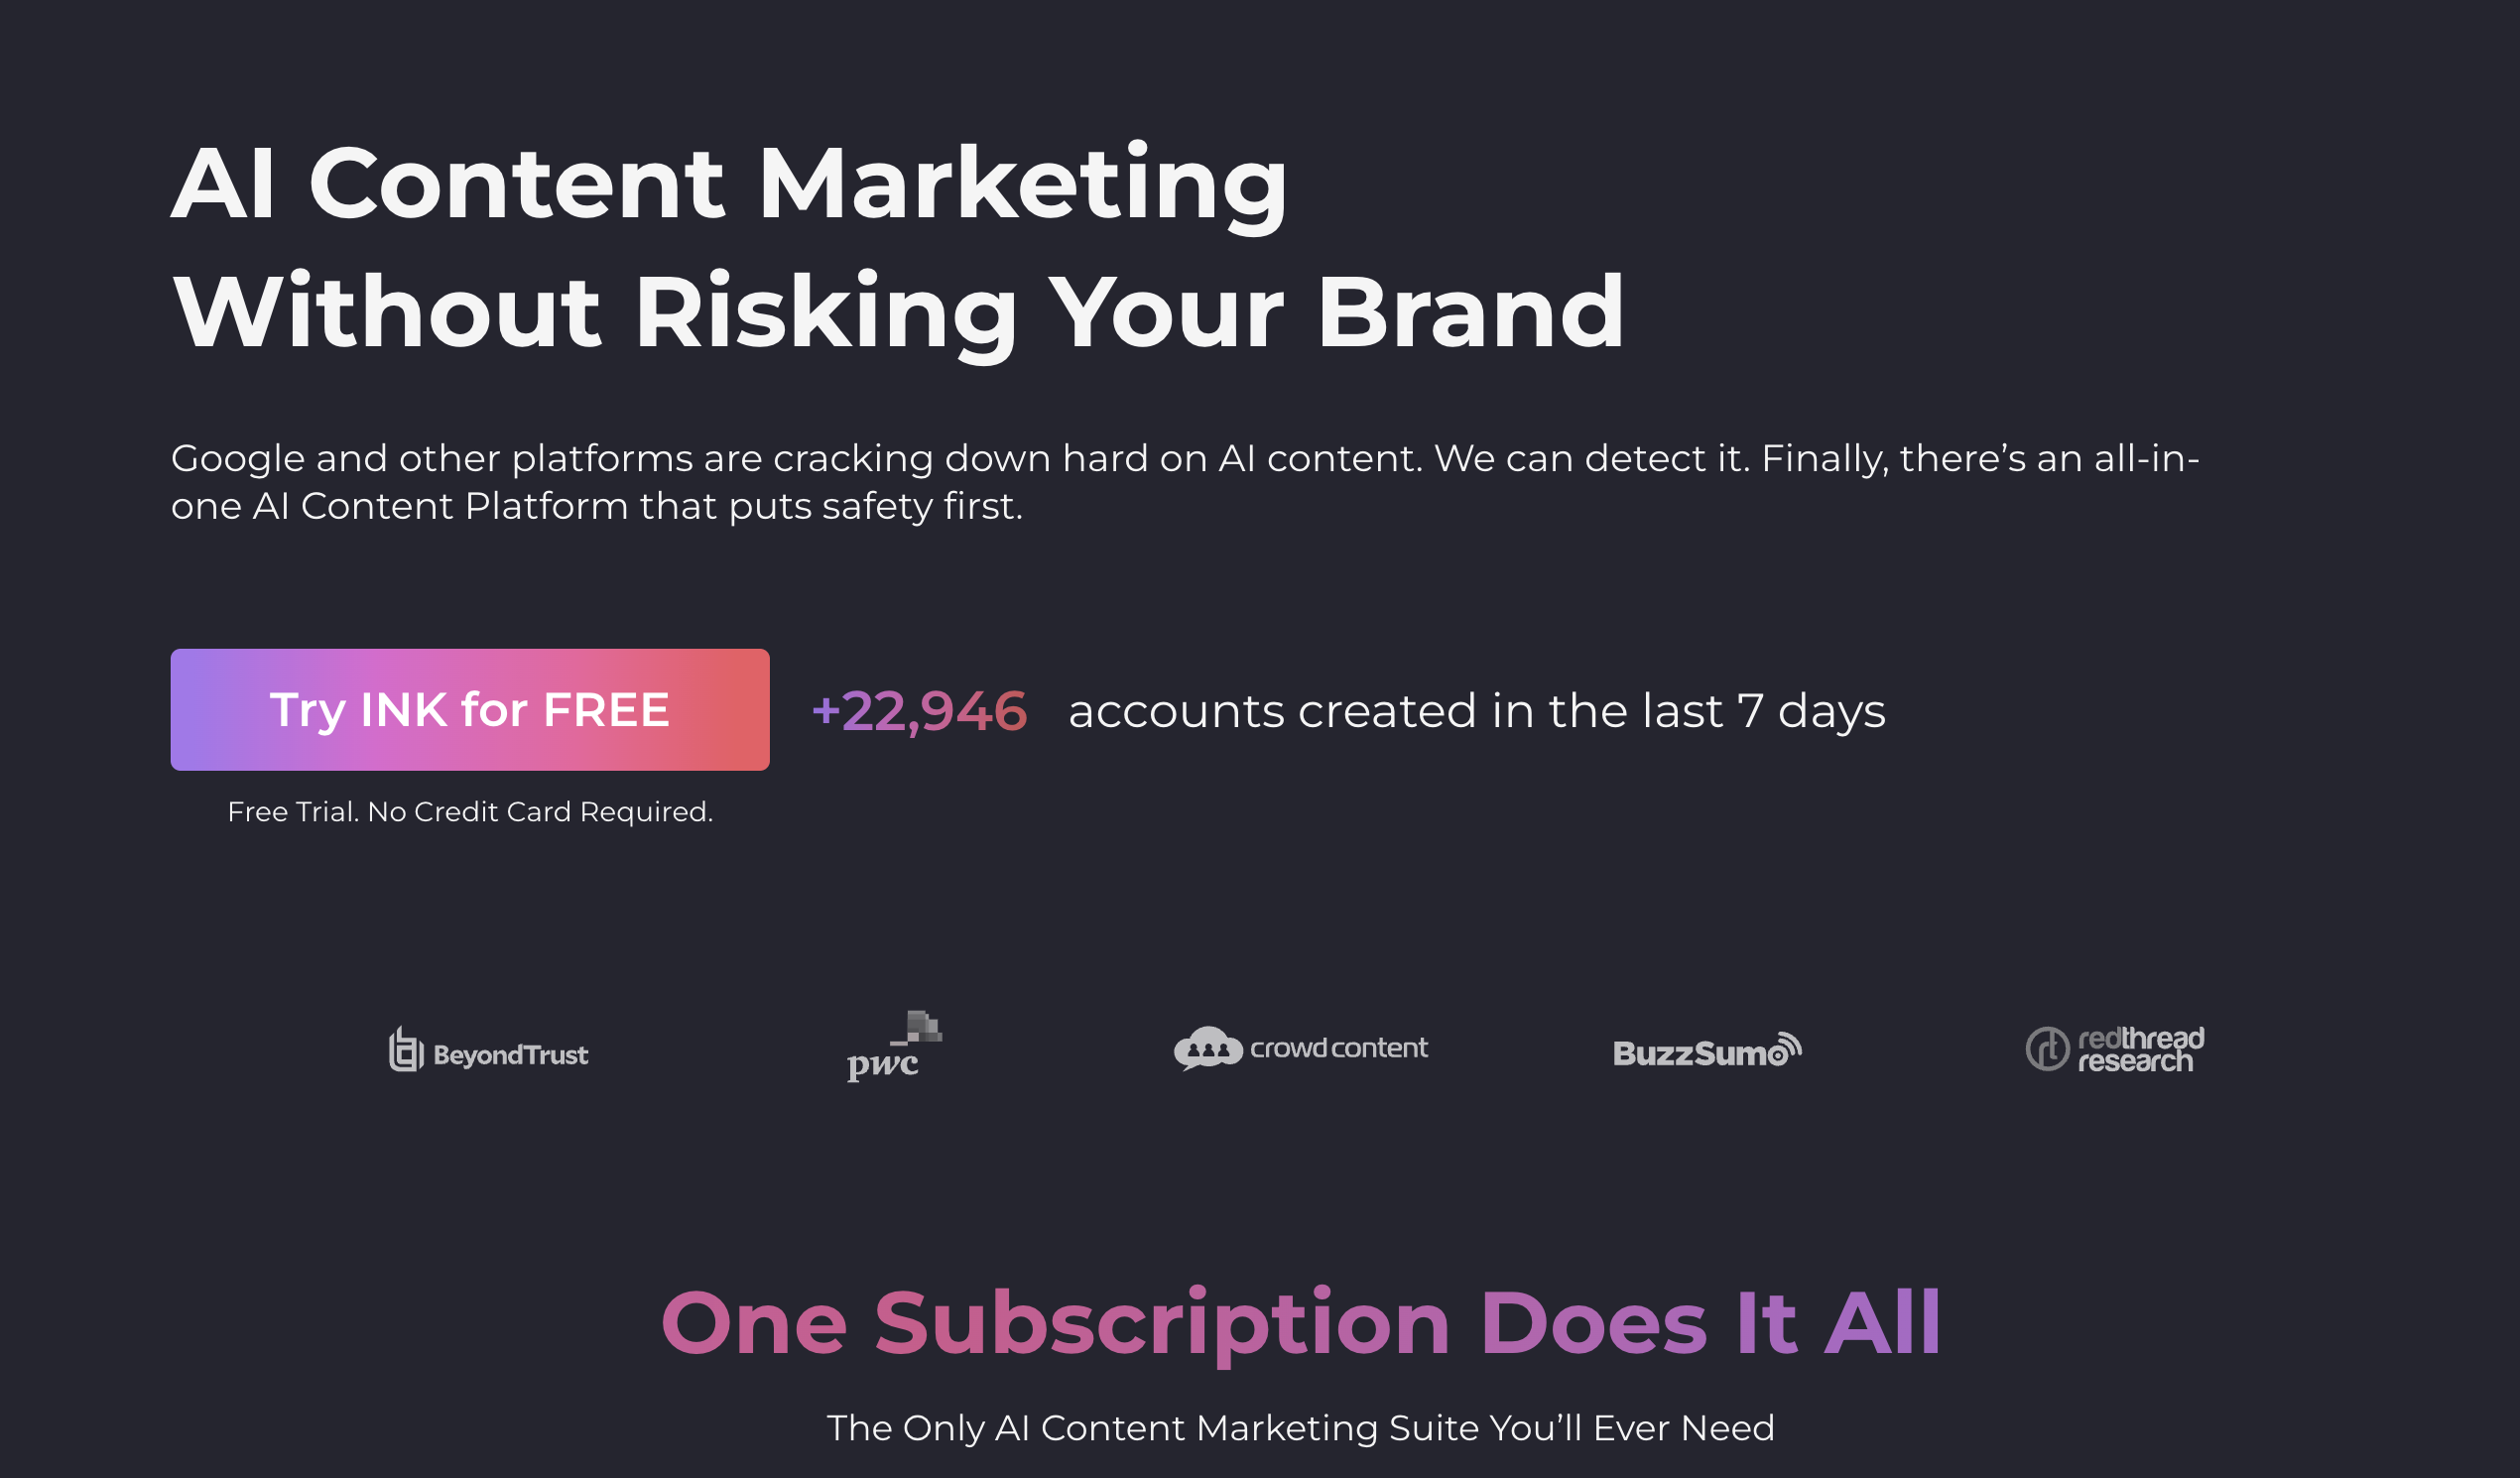 AI Content Marketing
Without Risking Your Brand
Google and other platforms are cracking down hard on AI content. We can detect it. Finally, there’s an all-in-
one AI Content Platform that puts safety first.
Try INK for FREE
+22,946 accounts created in the last 7 days
Free Trial. No Credit Card Required.
BeyondTrust
pwc
crowd content
BuzzSumo
rt
redthread
research
One Subscription Does It All
The Only AI Content Marketing Suite You’ll Ever Need